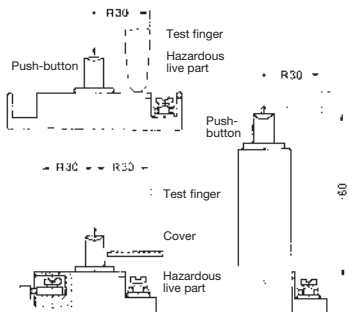 R30
Test finger
Hazardous
live part
Push-button
R30
Push-
button
60
R30 R30
Test finger
Cover
Hazardous
live part